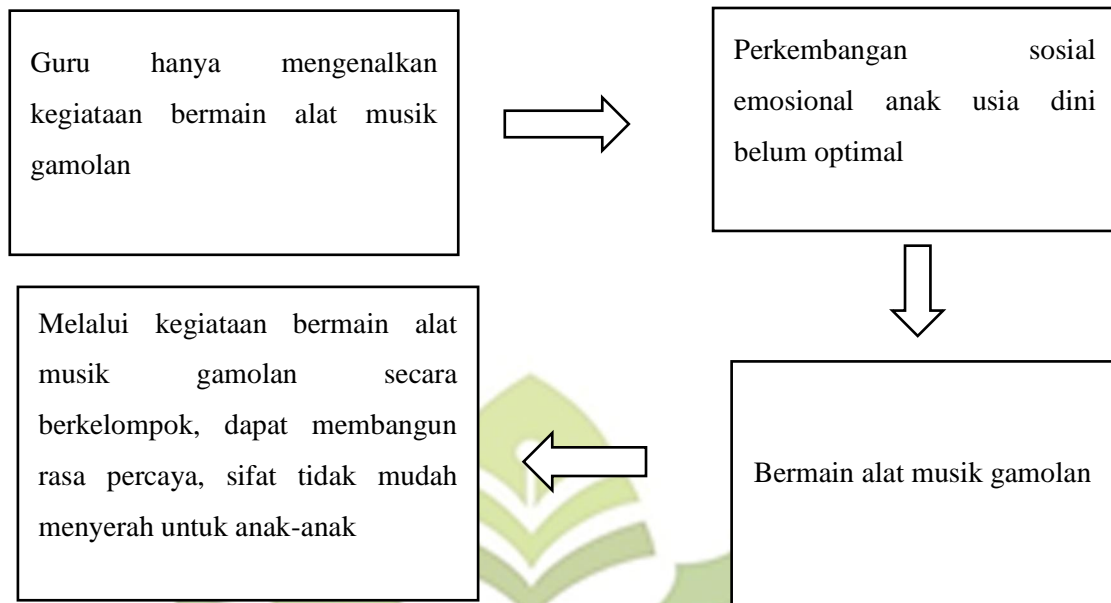 Guru hanya mengenalkan
kegiataan bermain alat musik
gamolan
Perkembangan sosial
emosional anak usia dini
belum optimal
Bermain alat musik gamolan
Melalui kegiataan bermain alat
musik gamolan secara
berkelompok, dapat membangun
rasa percaya, sifat tidak mudah
menyerah untuk anak-anak